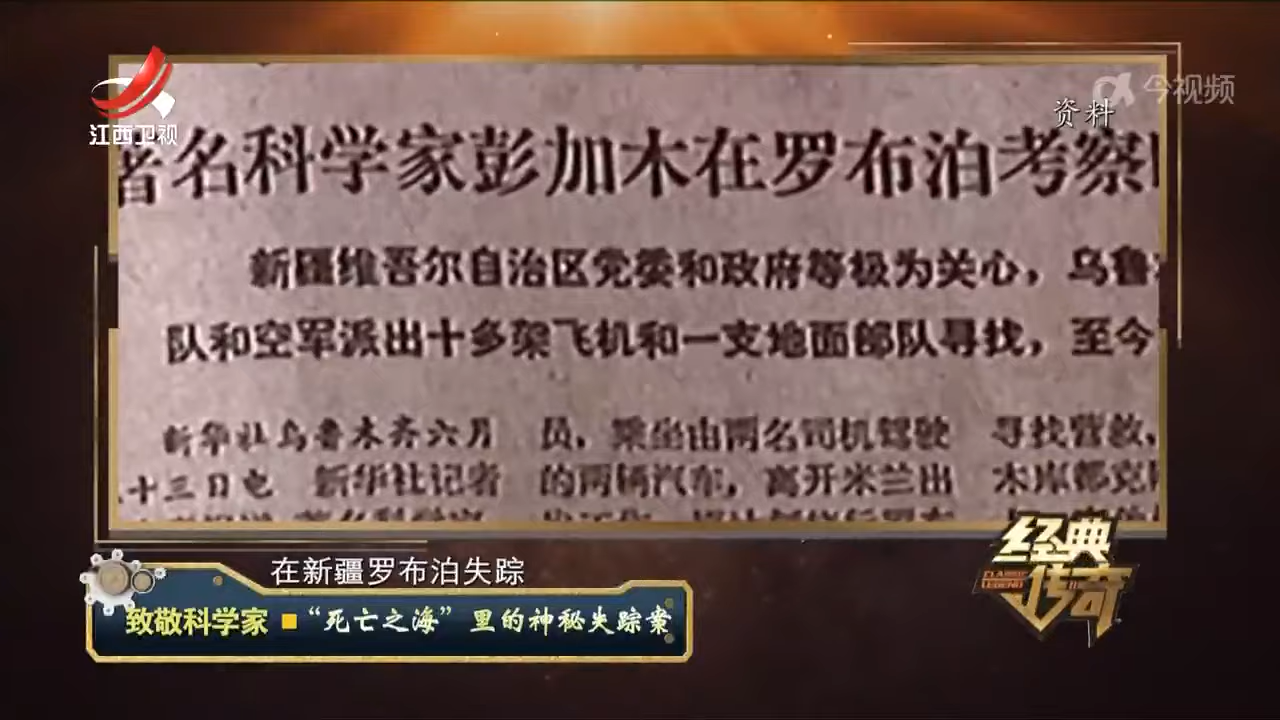 江西卫视
今视频
资料
著名科学家彭加木在罗布泊考察
新疆维吾尔自治区党委和政府等极为关心，乌鲁
队和空军派出十多架飞机和一支地面部队寻找，至今
新华社乌鲁木齐六月
十三日电 新华社记者
员，乘坐由两名司机驾驶
的两辆汽车，离开米兰出
寻找营救，
木库都克
经典传奇
CLASSIC LEGEND
在新疆罗布泊失踪
致敬科学家 “死亡之海”里的神秘失踪案